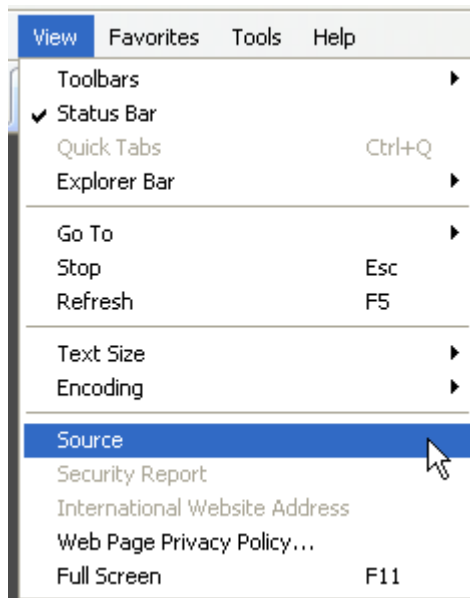 View Favorites Tools Help
Toolbars
Status Bar
Quick Tabs Ctrl+Q
Explorer Bar
Go To
Stop Esc
Refresh F5
Text Size
Encoding
Source
Security Report
International Website Address
Web Page Privacy Policy...
Full Screen F11